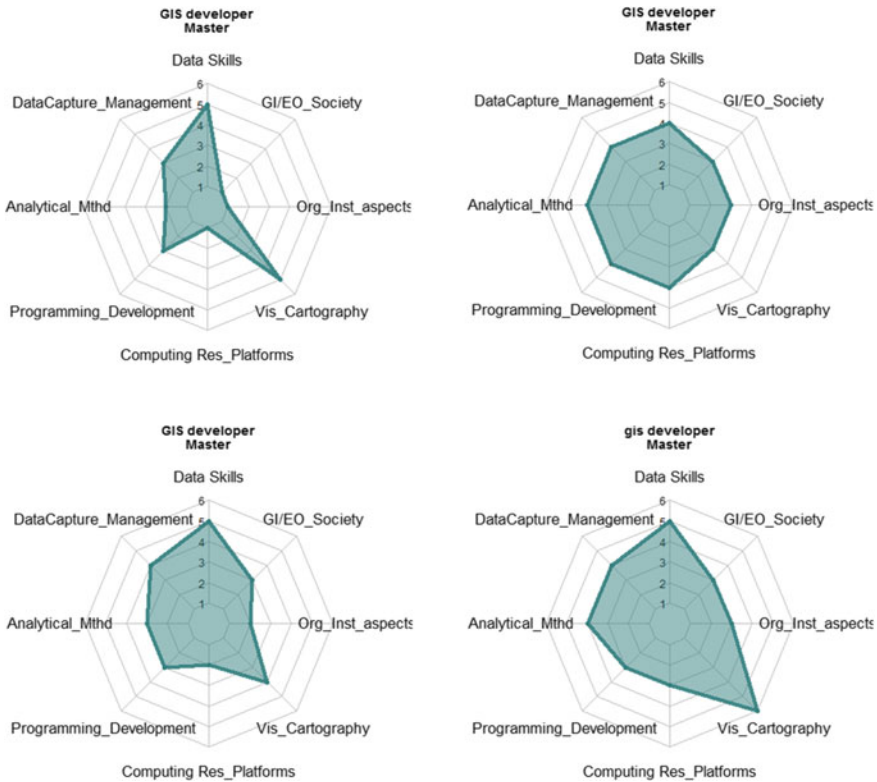 GIS developer
Master
Data Skills
6
DataCapture_Management
5
GI/EO_Society
4
3
2
1
Analytical_Mthd
Org_Inst_aspects
Programming_Development
Vis_Cartography
Computing Res_Platforms
GIS developer
Master
Data Skills
6
DataCapture_Management
5
GI/EO_Society
4
3
2
1
Analytical_Mthd
Org_Inst_aspects
Programming_Development
Vis_Cartography
Computing Res_Platforms
GIS developer
Master
Data Skills
6
DataCapture_Management
5
GI/EO_Society
4
3
2
1
Analytical_Mthd
Org_Inst_aspects
Programming_Development
Vis_Cartography
Computing Res_Platforms
gis developer
Master
Data Skills
6
DataCapture_Management
5
GI/EO_Society
4
3
2
1
Analytical_Mthd
Org_Inst_aspects
Programming_Development
Vis_Cartography
Computing Res_Platforms